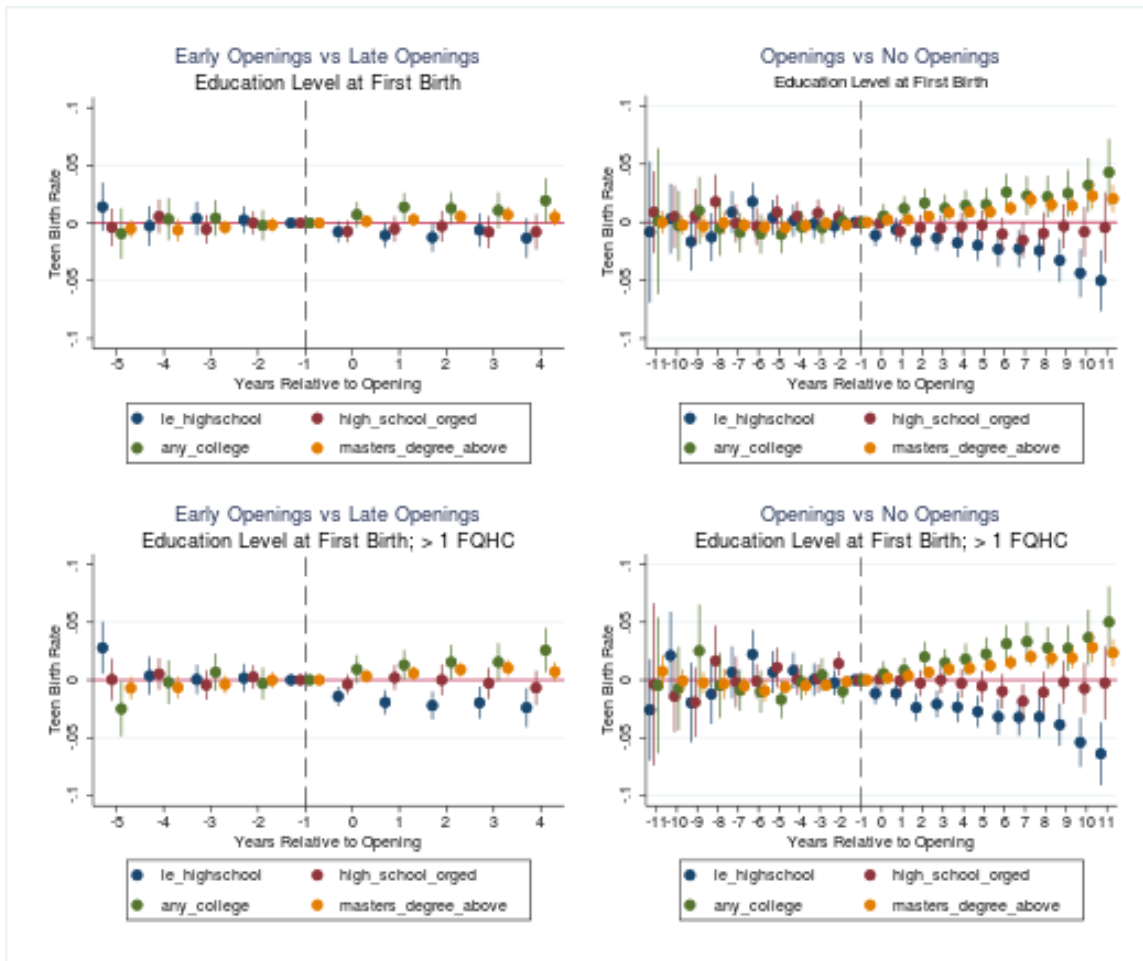 Early Openings vs Late Openings
Education Level at First Birth
Teen Birth Rate
.1
.05
0
-.05
-.1
-5 -4 -3 -2 -1 0 1 2 3 4
Years Relative to Opening
le_highschool high_school_orged
any_college masters_degree_above
Openings vs No Openings
Education Level at First Birth
Teen Birth Rate
.1
.05
0
-.05
-.1
-11 -10 -9 -8 -7 -6 -5 -4 -3 -2 -1 0 1 2 3 4 5 6 7 8 9 10 11
Years Relative to Opening
le_highschool high_school_orged
any_college masters_degree_above
Early Openings vs Late Openings
Education Level at First Birth; > 1 FQHC
Teen Birth Rate
.1
.05
0
-.05
-.1
-5 -4 -3 -2 -1 0 1 2 3 4
Years Relative to Opening
le_highschool high_school_orged
any_college masters_degree_above
Openings vs No Openings
Education Level at First Birth; > 1 FQHC
Teen Birth Rate
.1
.05
0
-.05
-.1
-11 -10 -9 -8 -7 -6 -5 -4 -3 -2 -1 0 1 2 3 4 5 6 7 8 9 10 11
Years Relative to Opening
le_highschool high_school_orged
any_college masters_degree_above